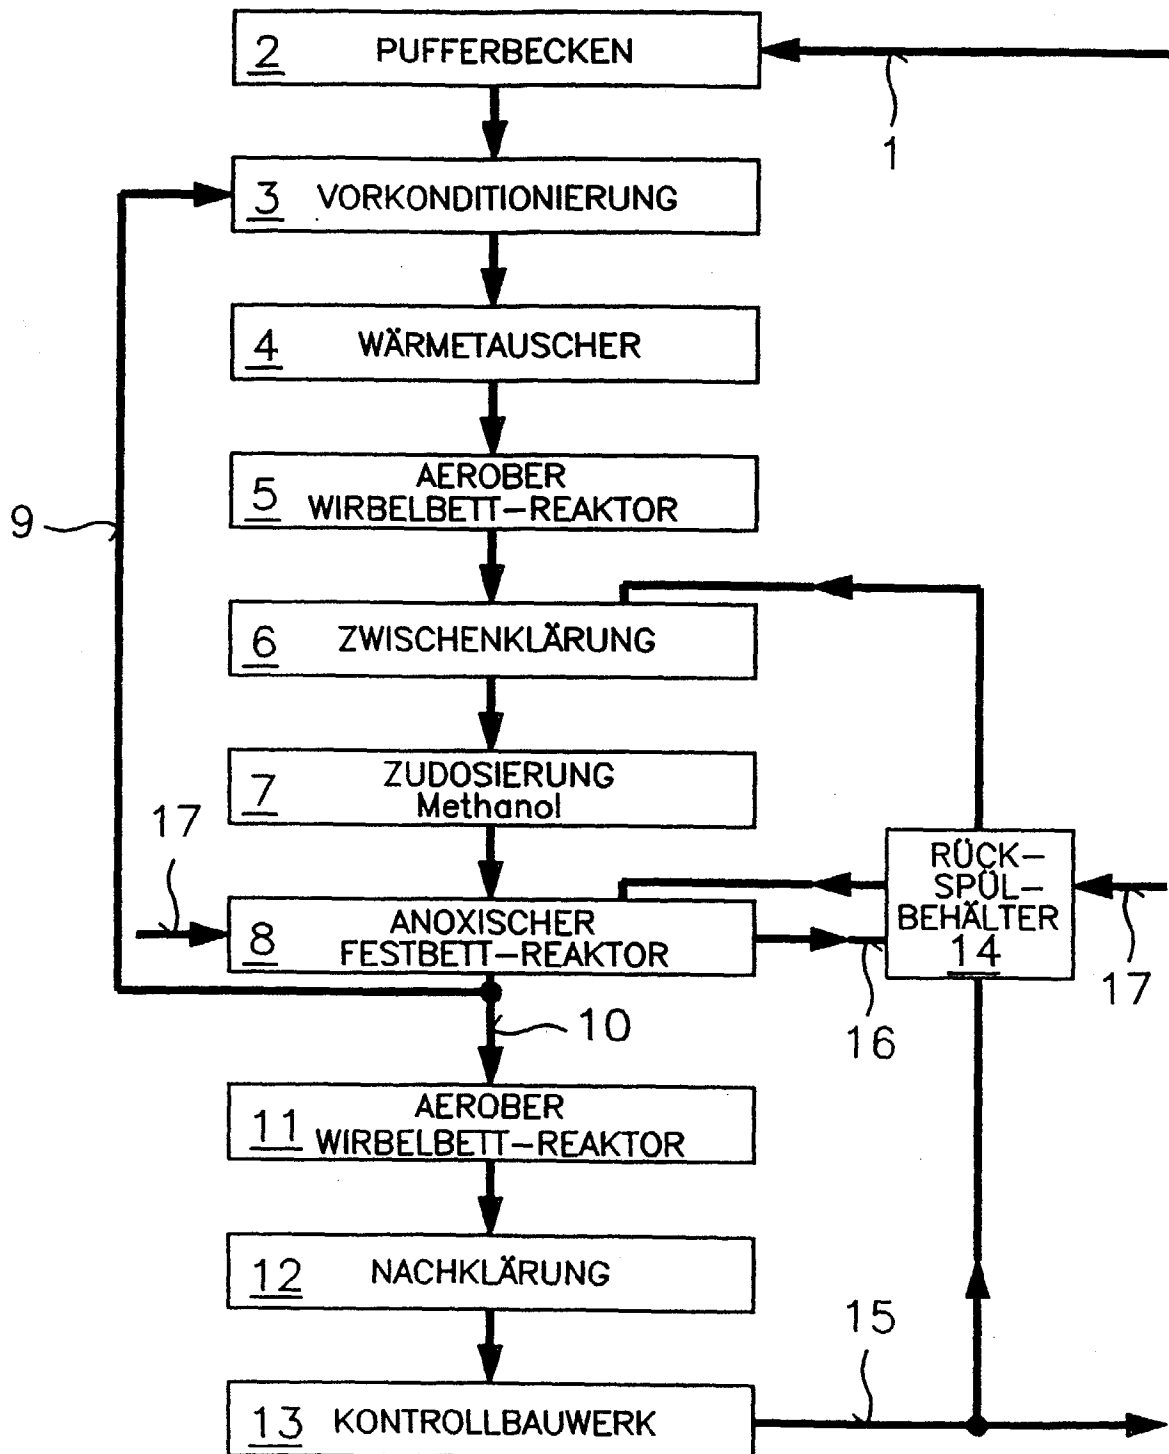 2 PUFFERBECKEN
1
3 VORKONDITIONIERUNG
4 WÄRMETAUSCHER
5 AEROBER
WIRBELBETT-REAKTOR
9
6 ZWISCHENKLÄRUNG
7 ZUDOSIERUNG
Methanol
17
8 ANOXISCHER
FESTBETT-REAKTOR
RÜCK-
SPÜL-
BEHÄLTER
14
17
16
10
11 AEROBER
WIRBELBETT-REAKTOR
12 NACHKLÄRUNG
15
13 KONTROLLBAUWERK